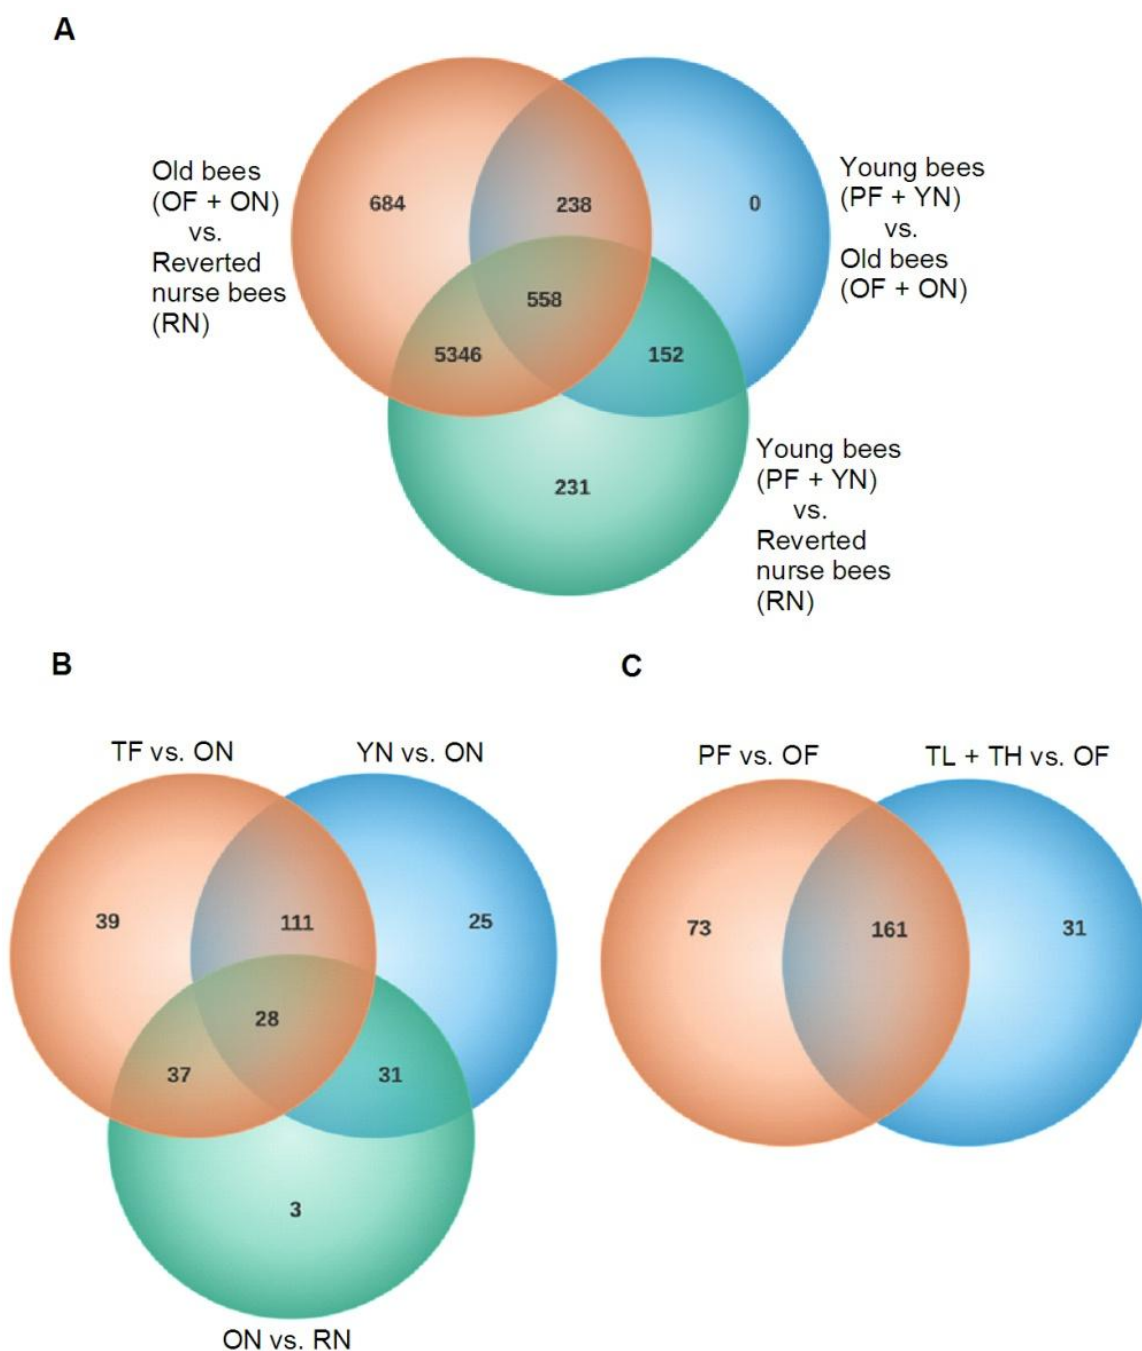 A
Old bees
(OF + ON)
vs.
Reverted
nurse bees
(RN)
684
238
0
558
5346
152
231
Young bees
(PF + YN)
vs.
Old bees
(OF + ON)
Young bees
(PF + YN)
vs.
Reverted
nurse bees
(RN)
B
TF vs. ON
YN vs. ON
39
111
25
28
37
31
3
ON vs. RN
C
PF vs. OF
TL + TH vs. OF
73
161
31